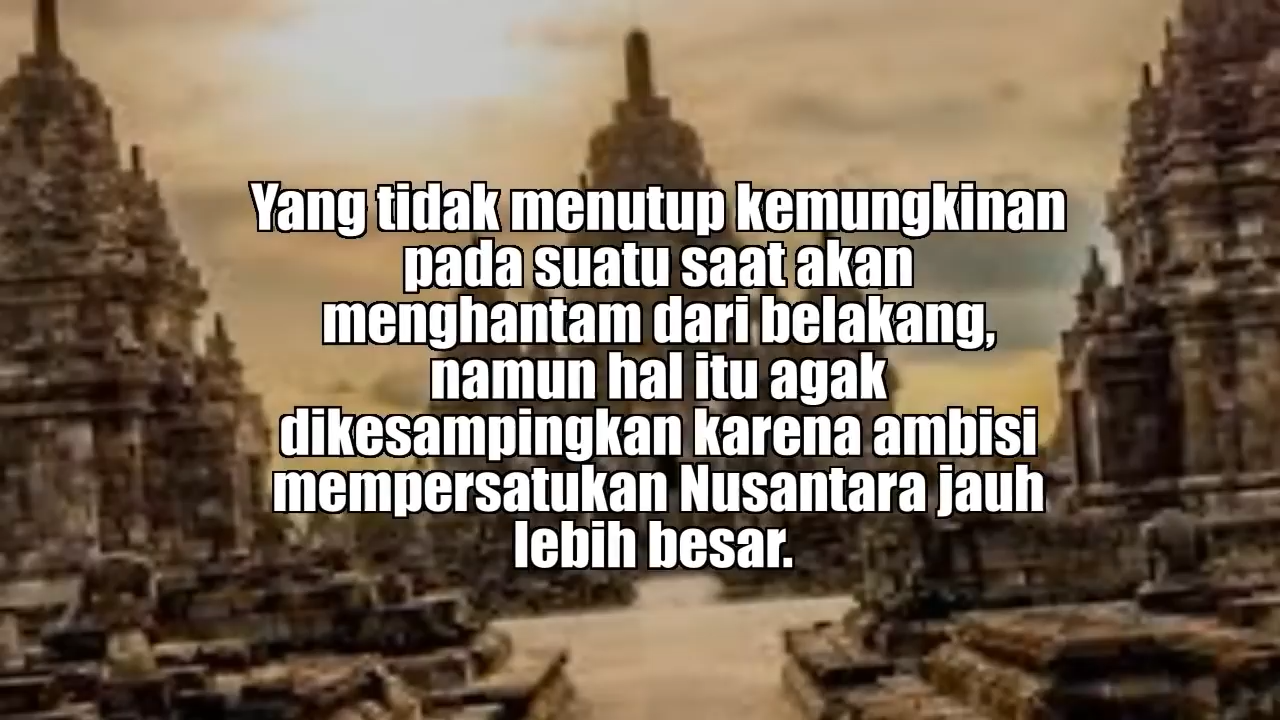 Yang tidak menutup kemungkinan
pada suatu saat akan
menghantam dari belakang,
namun hal itu agak
dikesampingkan karena ambisi
mempersatukan Nusantara jauh
lebih besar.